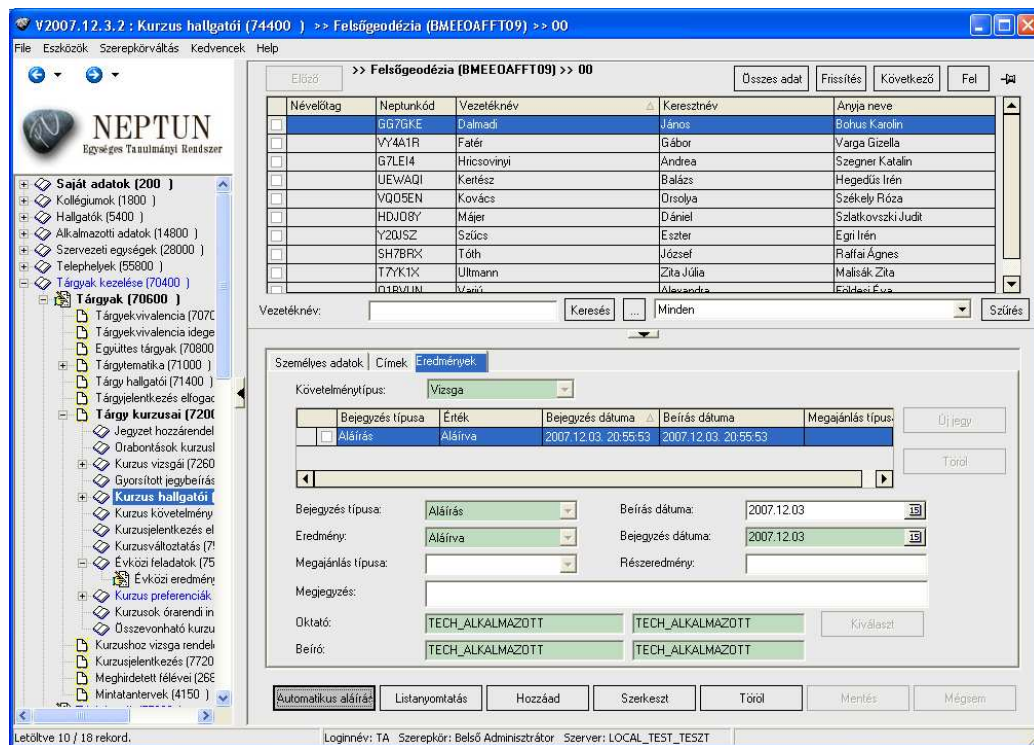 V2007.12.3.2 : Kurzus hallgatói (74400 ) >> Felsőgeodézia (BMEEOAFFT09) >> 00
File Eszközök Szerepkörváltás Kedvencek Help
NEPTUN
Egységes Tanulmányi Rendszer
Saját adatok (200 )
Kollégiumok (1800 )
Hallgatók (5400 )
Alkalmazotti adatok (14800 )
Szervezeti egységek (28000 )
Telephelyek (55800 )
Tárgyak kezelése (70400 )
Tárgyak (70600 )
Tárgyekvivalencia (7070
Tárgyekvivalencia idege
Együttes tárgyak (70800
Tárgytematika (71000 )
Tárgy hallgatói (71400 )
Tárgyjelentkezés elfogad
Tárgy kurzusai (7200
Jegyzet hozzárendel
Órabontások kurzusl
Kurzus vizsgái (7260
Gyorsított jegybeírás
Kurzus hallgatói (
Kurzus követelmény
Kurzusjelentkezés el
Kurzusváltoztatás (75
Évközi feladatok (75
Évközi eredmény
Kurzus preferenciák
Kurzusok órarendi in
Összevonható kurzu
Kurzushoz vizsga rendel
Kurzusjelentkezés (7720
Meghirdetett félévei (268
Mintatantervek (4150 )
Előző >> Felsőgeodézia (BMEEOAFFT09) >> 00 Összes adat Frissítés Következő Fel
Névelőtag Neptunkód Vezetéknév Keresztnév Anyja neve
GG7GKE Dalmadi János Bohus Karolin
VY4A1R Fatér Gábor Varga Gizella
G7LEI4 Hricsovinyi Andrea Szegner Katalin
UEWAQI Kertész Balázs Hegedűs Irén
VQO5EN Kovács Orsolya Székely Róza
HDJO8Y Májer Dániel Szlatkovszki Judit
Y20JSZ Szűcs Eszter Egri Irén
SH7BRX Tóth József Raffai Ágnes
T7YK1X Ultmann Zita Júlia Malisák Zita
Varjú Alexandra Földesi Éva
Vezetéknév: Keresés ... Minden Szűrés
Személyes adatok Címek Eredmények
Követelménytípus: Vizsga
Bejegyzés típusa Érték Bejegyzés dátuma Beírás dátuma Megajánlás típusa
Aláírás Aláírva 2007.12.03. 20:55:53 2007.12.03. 20:55:53
Új jegy
Töröl
Bejegyzés típusa: Aláírás Beírás dátuma: 2007.12.03 15
Eredmény: Aláírva Bejegyzés dátuma: 2007.12.03 15
Megajánlás típusa: Részeredmény:
Megjegyzés:
Oktató: TECH_ALKALMAZOTT TECH_ALKALMAZOTT Kiválaszt
Beíró: TECH_ALKALMAZOTT TECH_ALKALMAZOTT
Automatikus aláírás Listanyomtatás Hozzáad Szerkeszt Töröl Mentés Mégsem
Letöltve 10 / 18 rekord. Loginnév: TA Szerepkör: Belső Adminisztrátor Szerver: LOCAL_TEST_TESZT